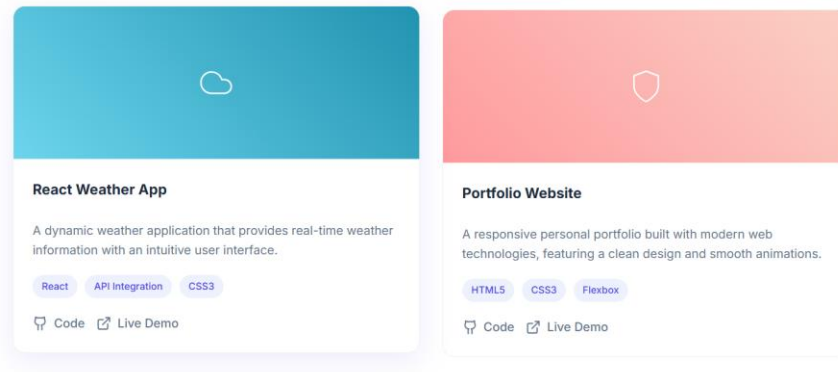 React Weather App
A dynamic weather application that provides real-time weather
information with an intuitive user interface.
React
API Integration
CSS3
Code
Live Demo
Portfolio Website
A responsive personal portfolio built with modern web
technologies, featuring a clean design and smooth animations.
HTML5
CSS3
Flexbox
Code
Live Demo